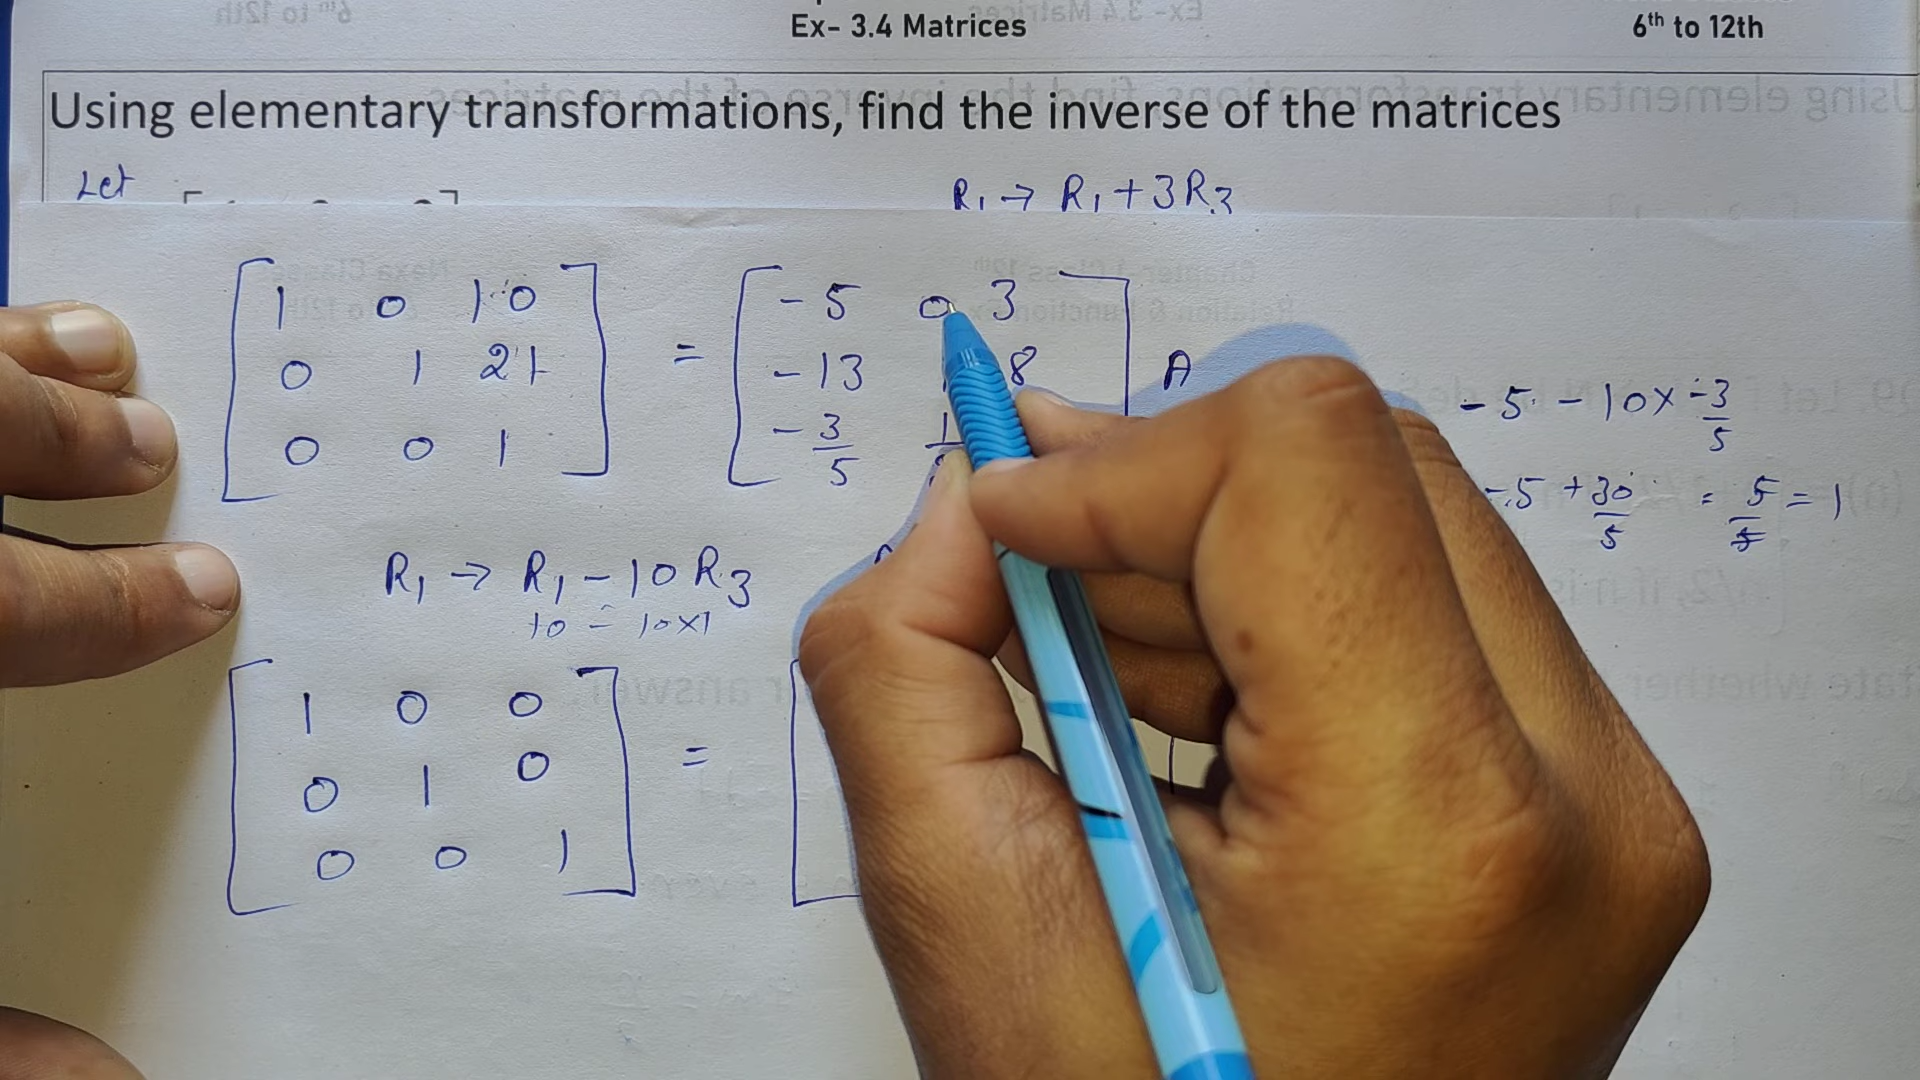 Ex- 3.4 Matrices
6th to 12th
Using elementary transformations, find the inverse of the matrices
Let
R1 → R1 + 3R3
1 0 10 = -5 0 3
0 1 21 -13 8 A
0 0 1 -3/5 1
-5 - 10 x -3/5
-5 + 30/5 = 5/5 = 1
R1 → R1 - 10R3
10 - 10x1
1 0 0 =
0 1 0
0 0 1